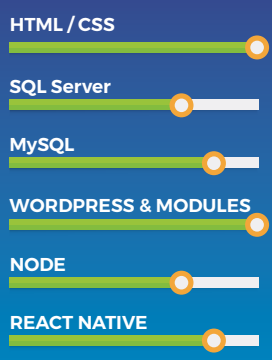 HTML / CSS
SQL Server
MySQL
WORDPRESS & MODULES
NODE
REACT NATIVE